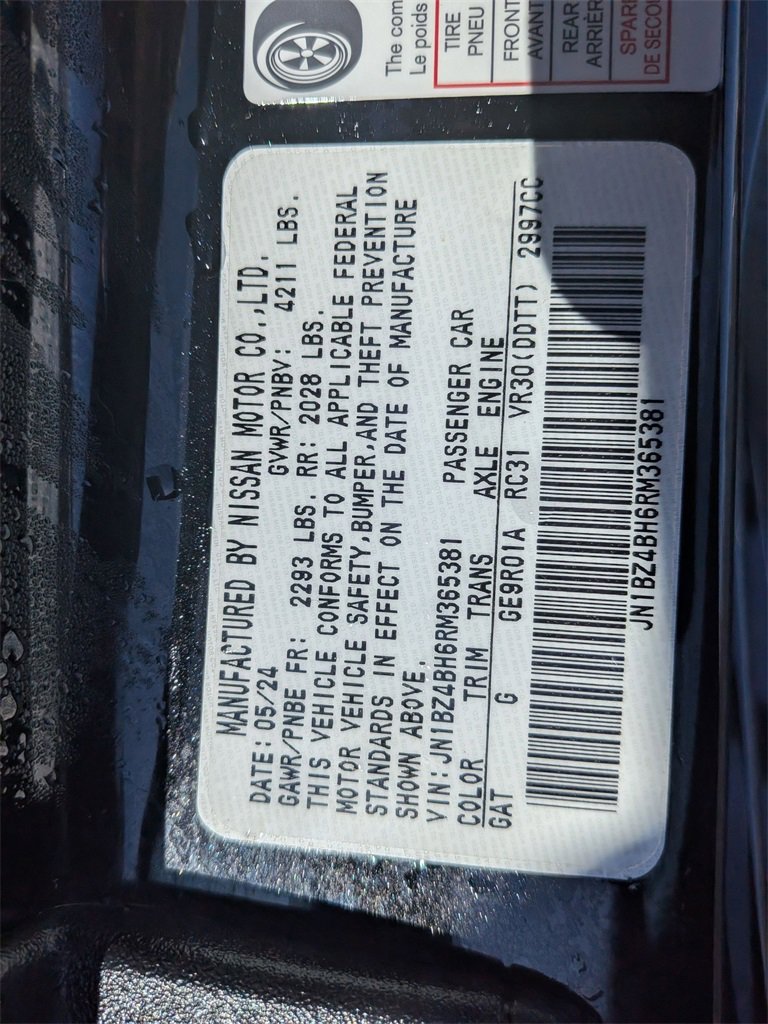 MANUFACTURED BY NISSAN MOTOR CO.,LTD.
DATE: 05/24 GVWR/PNBV: 4211 LBS.
GAWR/PNBE FR: 2293 LBS. RR: 2028 LBS.
THIS VEHICLE CONFORMS TO ALL APPLICABLE FEDERAL
MOTOR VEHICLE SAFETY,BUMPER,AND THEFT PREVENTION
STANDARDS IN EFFECT ON THE DATE OF MANUFACTURE
SHOWN ABOVE.
VIN: JN1BZ4BH6RM365381 PASSENGER CAR
COLOR TRIM TRANS AXLE ENGINE
GAT G GE9R01A RC31 VR30(DDTT) 2997CC
JN1BZ4BH6RM365381
The com
Le poids
TIRE
PNEU
FRONT
AVANT
REAR
ARRIÈR
SPARE
DE SECOU